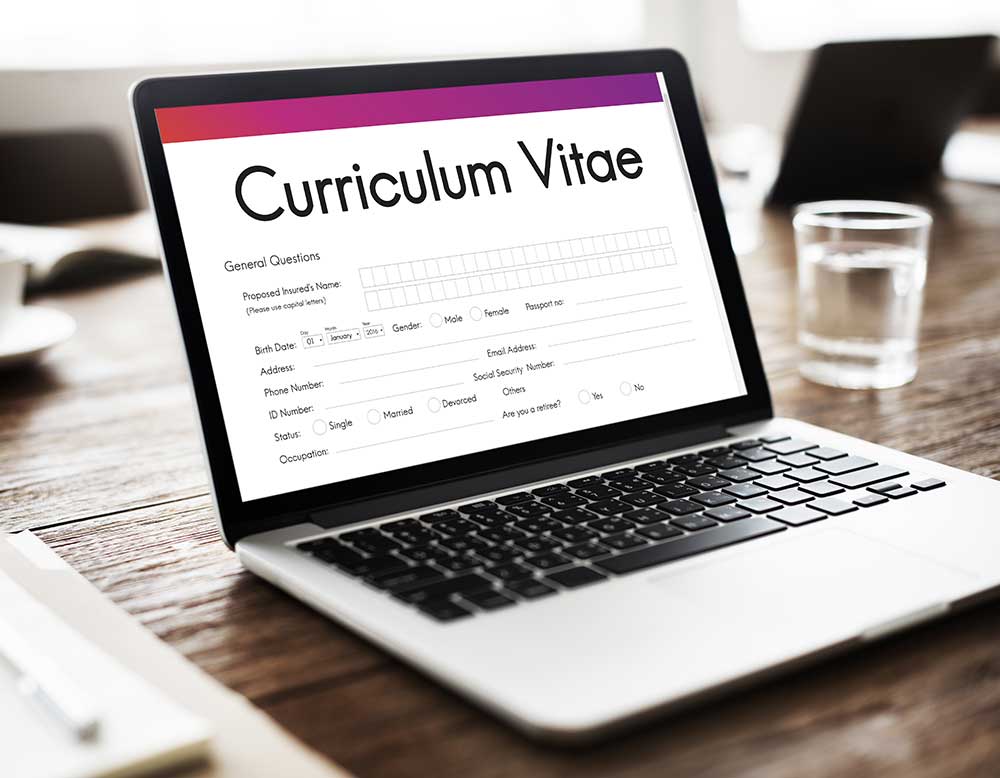 Curriculum Vitae
General Questions
Proposed Insured's Name:
(Please use capital letters)
Day Month Year
Birth Date: 01 January 2016 Gender: Male Female Passport no:
Address:
Phone Number: Email Address:
ID Number: Social Security Number:
Status: Single Married Devorced Others
Occupation: Are you a retiree? Yes No